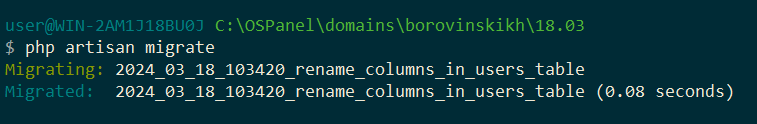 user@WIN-2AM1J18BU0J C:\OSPanel\domains\borovinskikh\18.03
$ php artisan migrate
Migrating: 2024_03_18_103420_rename_columns_in_users_table
Migrated:  2024_03_18_103420_rename_columns_in_users_table (0.08 seconds)